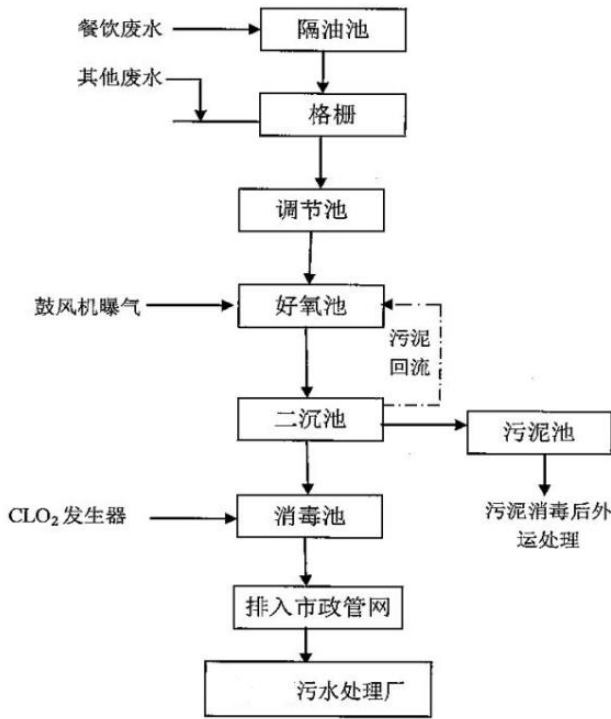 餐饮废水
隔油池
其他废水
格栅
调节池
鼓风机曝气
好氧池
污泥
回流
二沉池
污泥池
CLO₂发生器
消毒池
污泥消毒后外
运处理
排入市政管网
污水处理厂